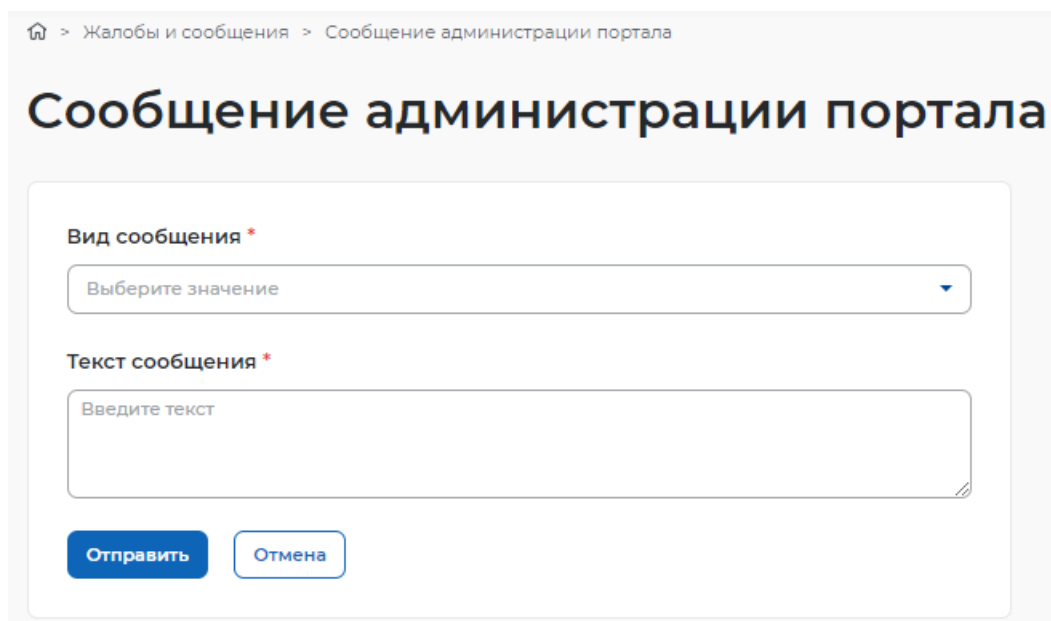 > Жалобы и сообщения > Сообщение администрации портала
Сообщение администрации портала
Вид сообщения *
Выберите значение
Текст сообщения *
Введите текст
Отправить Отмена